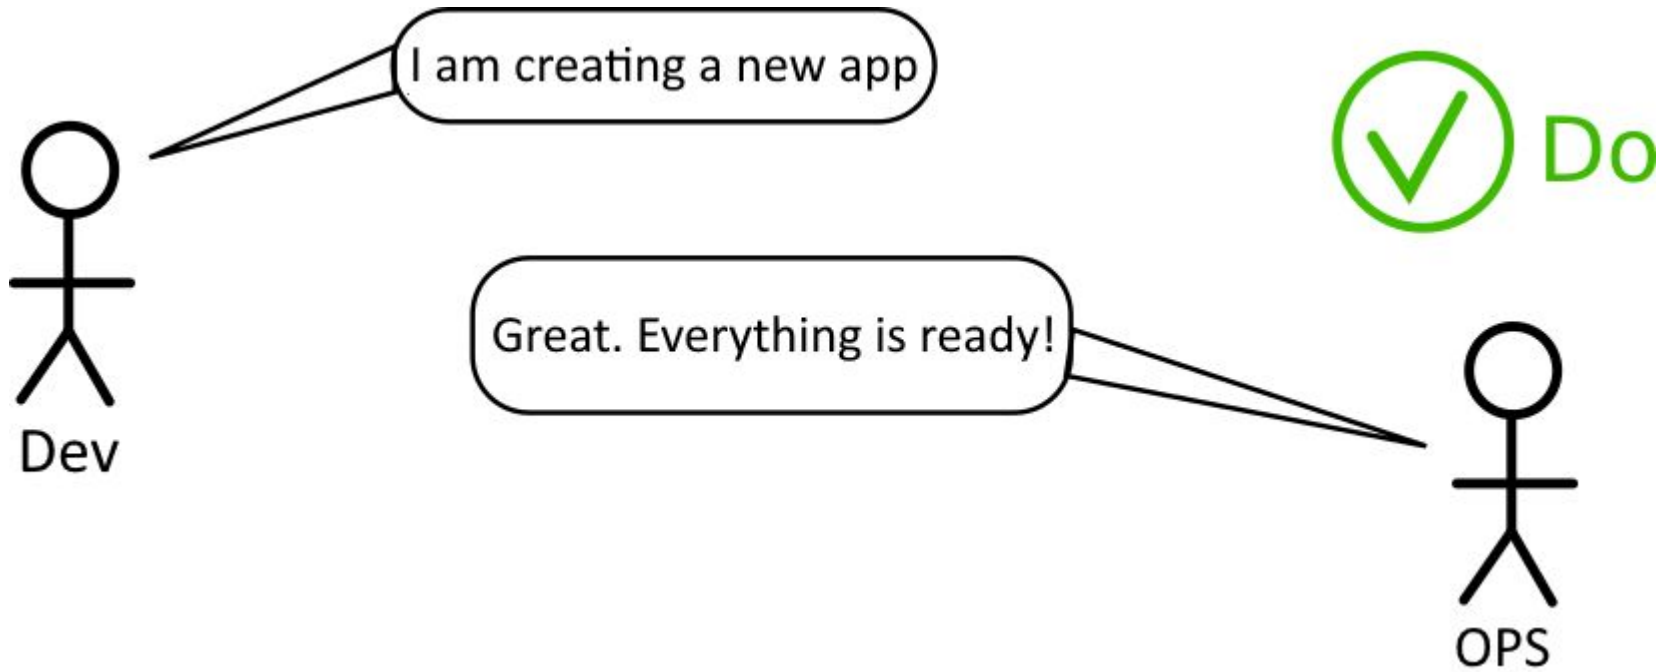 I am creating a new app
Do
Great. Everything is ready!
Dev
OPS